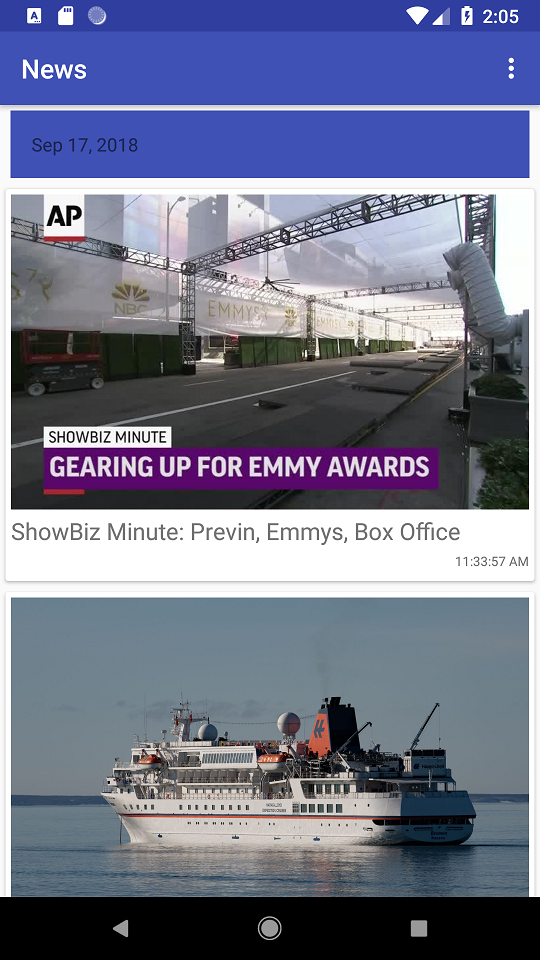 2:05
News
Sep 17, 2018
AP
NBC
EMMYS
SHOWBIZ MINUTE
GEARING UP FOR EMMY AWARDS
ShowBiz Minute: Previn, Emmys, Box Office
11:33:57 AM